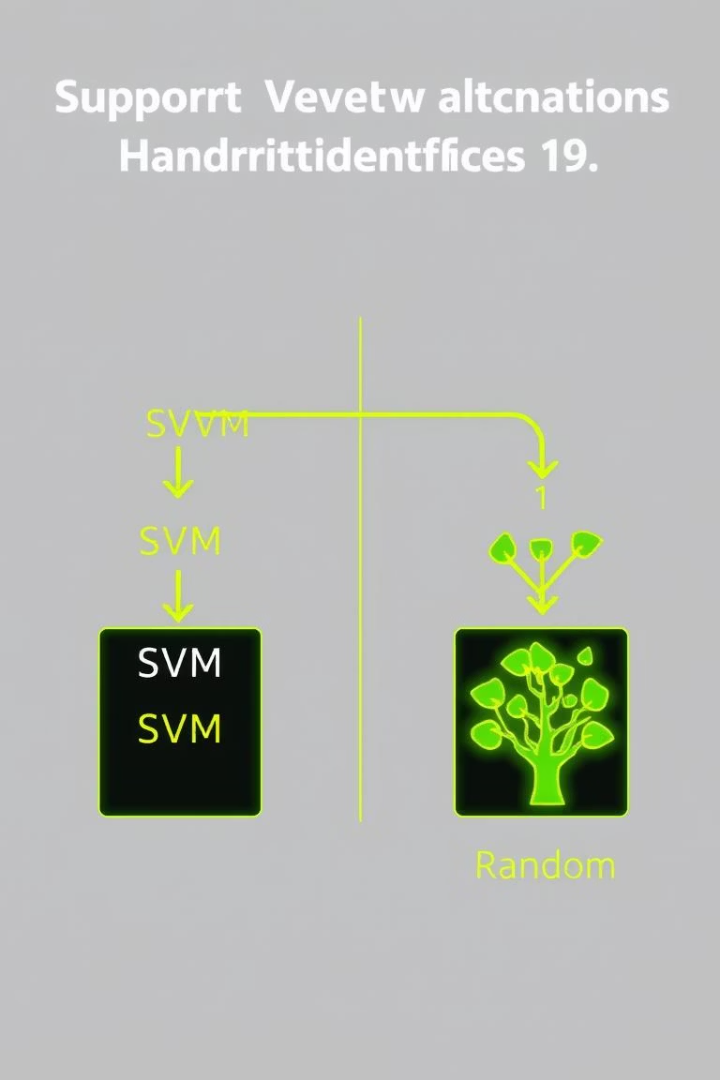 Supporrt Vevetw altcnations
Handrrittidentffices 19.
SVVM
1
SVM
SVM
SVM
Random